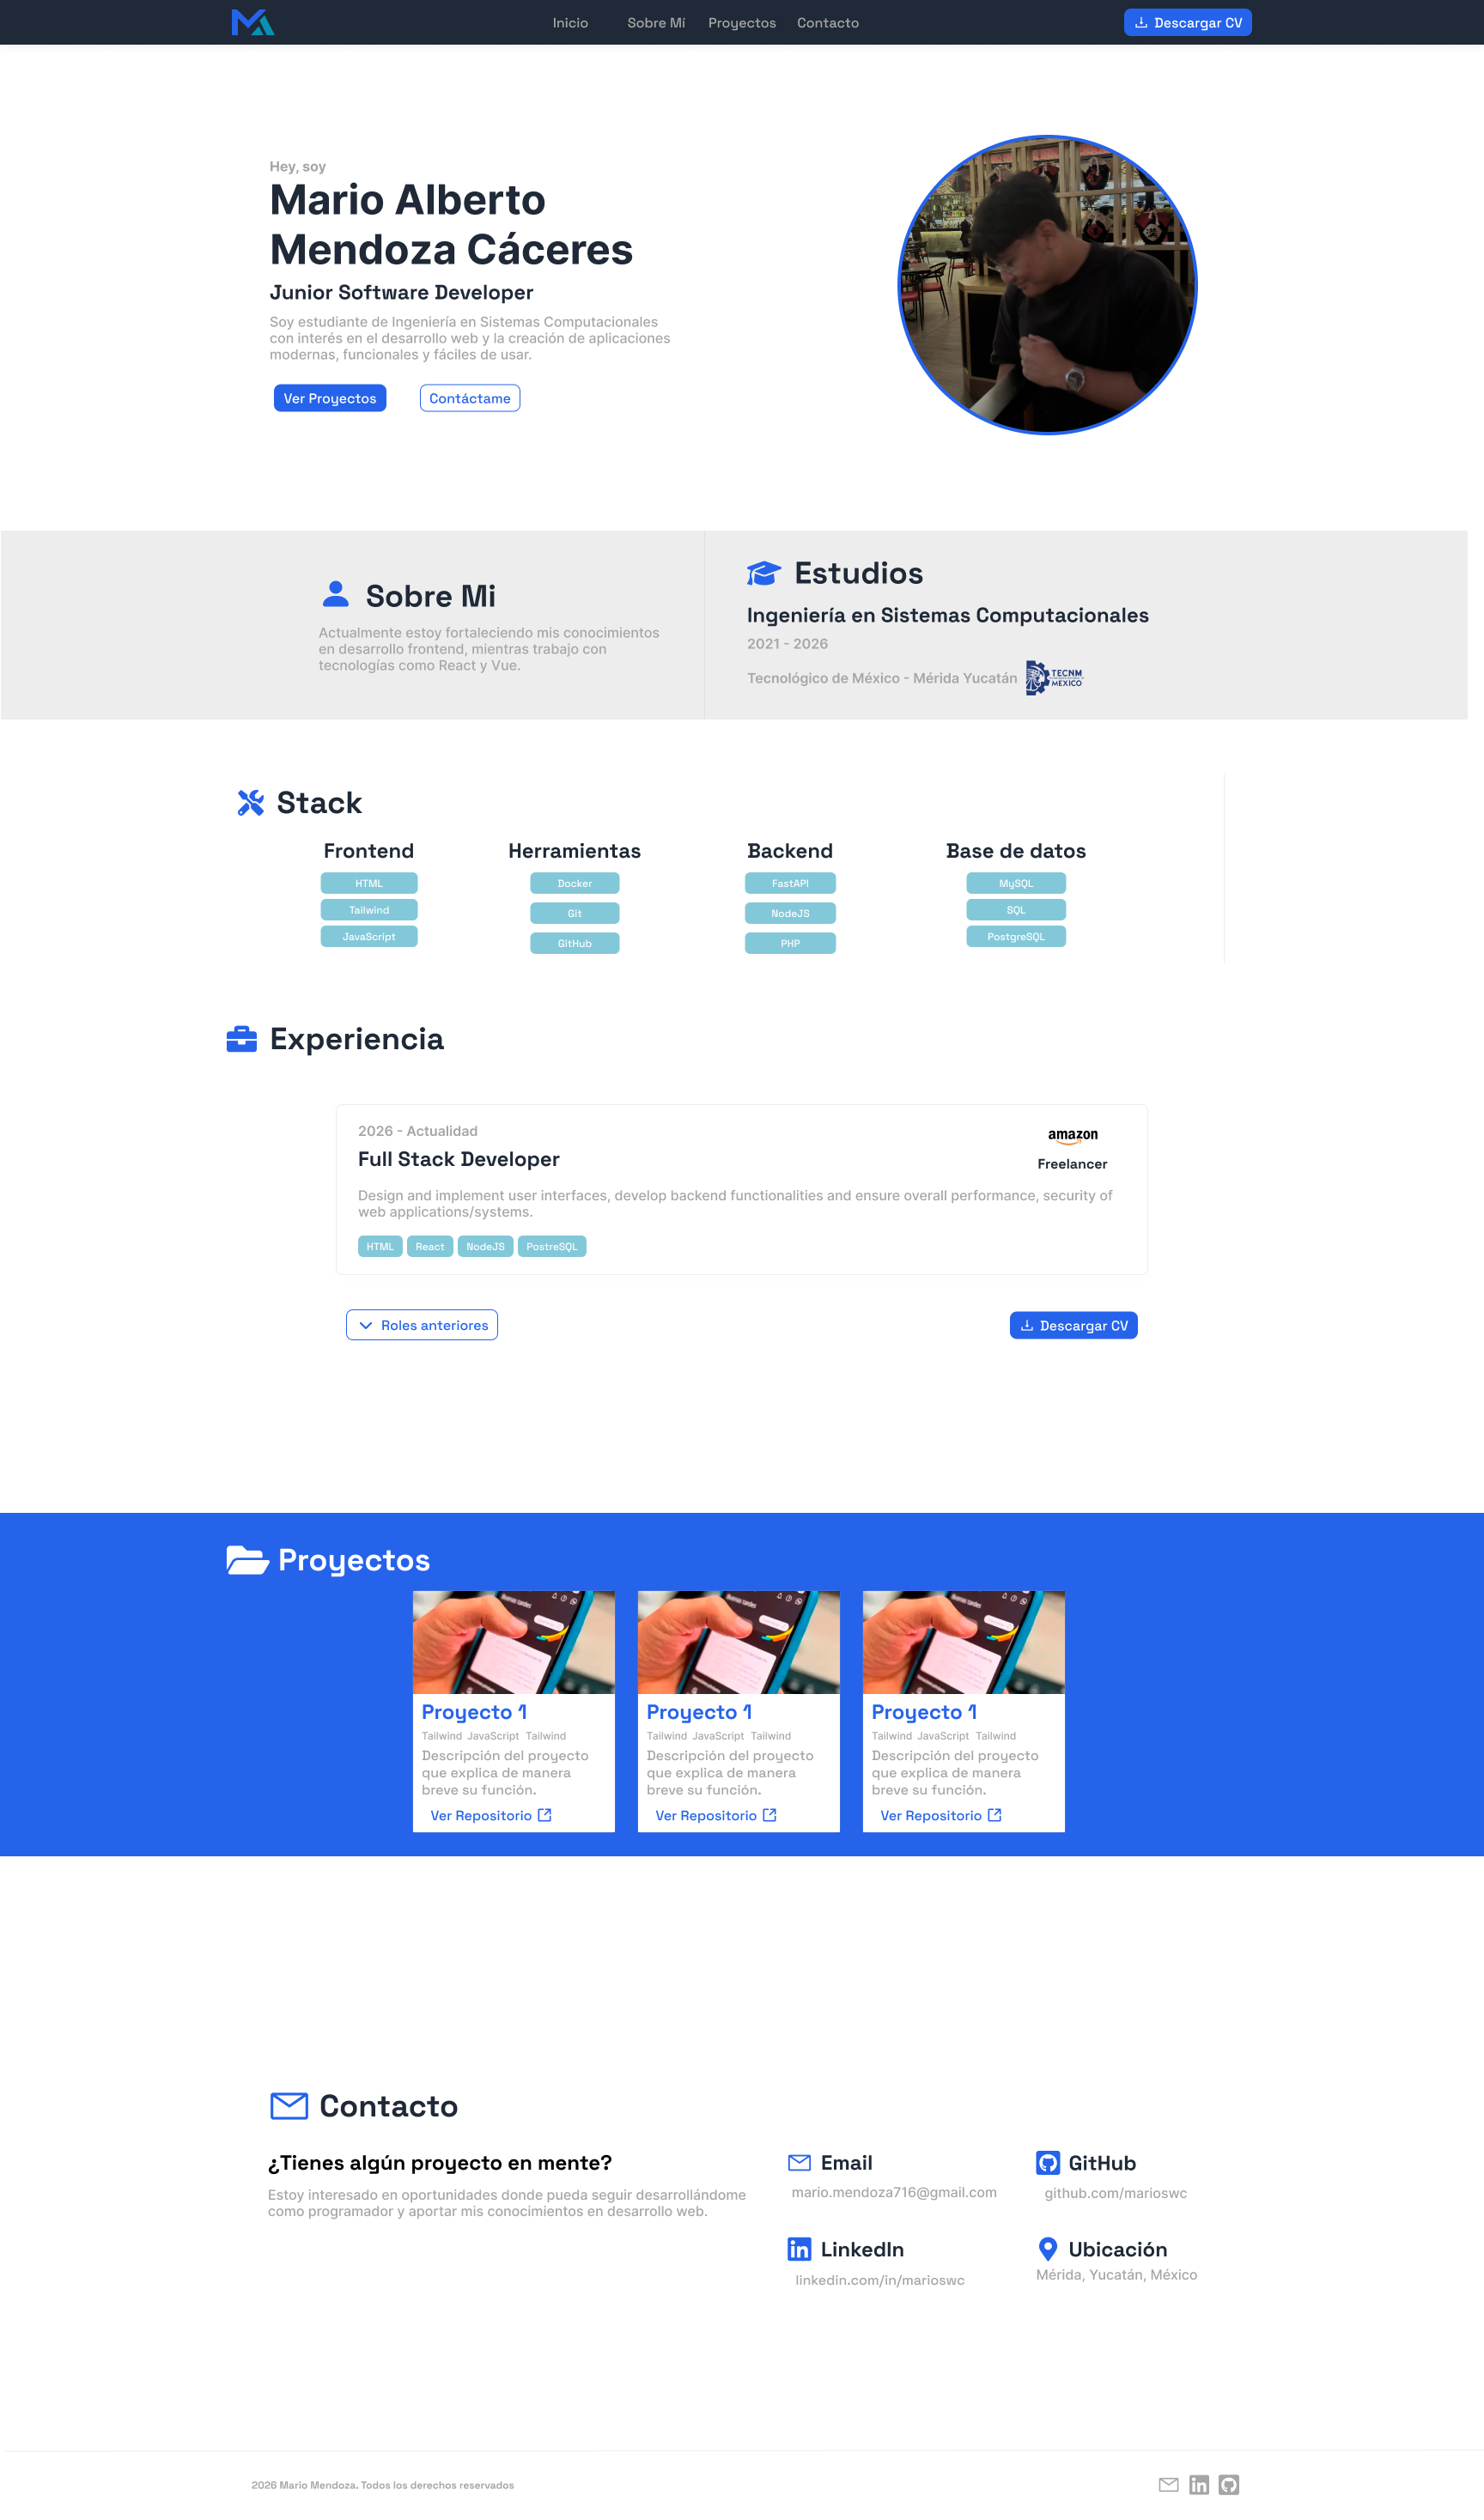 Inicio
Sobre Mí
Proyectos
Contacto
Descargar CV
Hey, soy
Mario Alberto
Mendoza Cáceres
Junior Software Developer
Soy estudiante de Ingeniería en Sistemas Computacionales
con interés en el desarrollo web y la creación de aplicaciones
modernas, funcionales y fáciles de usar.
Ver Proyectos
Contáctame
Sobre Mi
Actualmente estoy fortaleciendo mis conocimientos
en desarrollo frontend, mientras trabajo con
tecnologías como React y Vue.
Estudios
Ingeniería en Sistemas Computacionales
2021 - 2026
Tecnológico de México - Mérida Yucatán
TECNM
MÉXICO
Stack
Frontend
HTML
Tailwind
JavaScript
Herramientas
Docker
Git
GitHub
Backend
FastAPI
NodeJS
PHP
Base de datos
MySQL
SQL
PostgreSQL
Experiencia
2026 - Actualidad
Full Stack Developer
amazon
Freelancer
Design and implement user interfaces, develop backend functionalities and ensure overall performance, security of
web applications/systems.
HTML
React
NodeJS
PostreSQL
Roles anteriores
Descargar CV
Proyectos
Buenas tardes
Proyecto 1
Tailwind JavaScript Tailwind
Descripción del proyecto
que explica de manera
breve su función.
Ver Repositorio
Buenas tardes
Proyecto 1
Tailwind JavaScript Tailwind
Descripción del proyecto
que explica de manera
breve su función.
Ver Repositorio
Buenas tardes
Proyecto 1
Tailwind JavaScript Tailwind
Descripción del proyecto
que explica de manera
breve su función.
Ver Repositorio
Contacto
¿Tienes algún proyecto en mente?
Estoy interesado en oportunidades donde pueda seguir desarrollándome
como programador y aportar mis conocimientos en desarrollo web.
Email
mario.mendoza716@gmail.com
GitHub
github.com/marioswc
LinkedIn
linkedin.com/in/marioswc
Ubicación
Mérida, Yucatán, México
2026 Mario Mendoza. Todos los derechos reservados